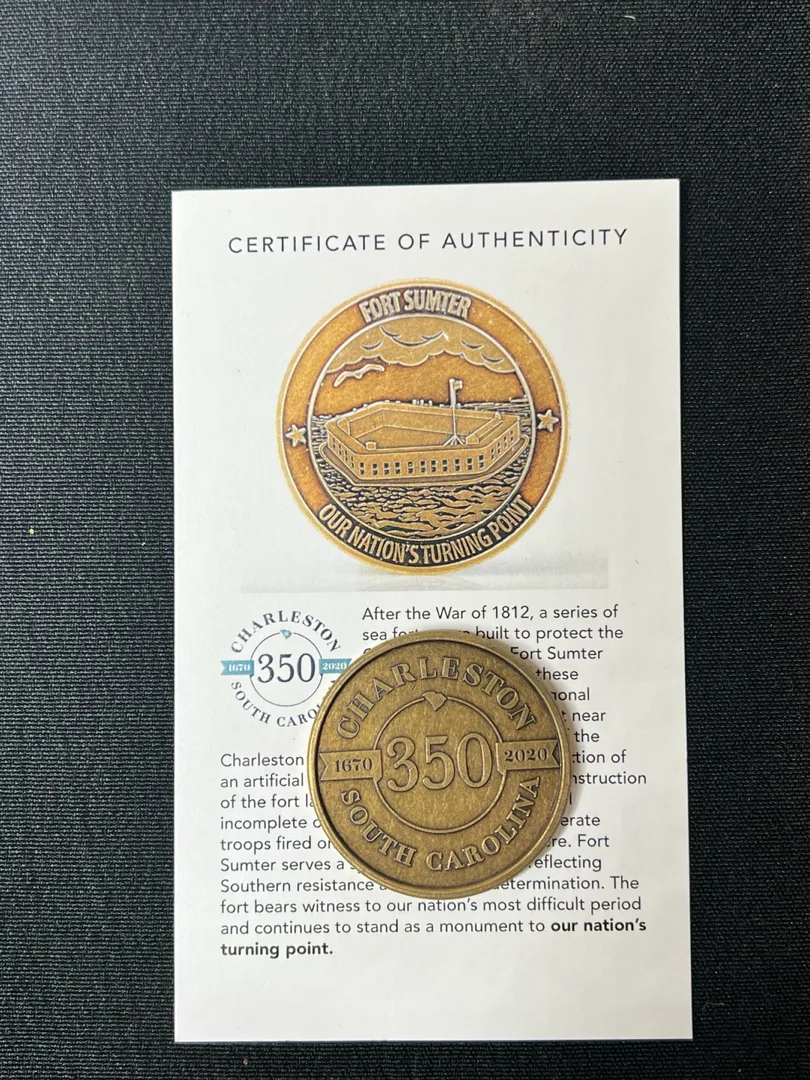 CERTIFICATE OF AUTHENTICITY
FORT SUMTER
OUR NATION'S TURNING POINT
CHARLESTON
1670 350 2020
SOUTH
After the War of 1812, a series of
sea built to protect the
Fort Sumter
these
near
the
Charleston
an artificial
of the fort
incomplete
troops fired Fort
Sumter serves a
Southern resistance The
fort bears witness to our nation's most difficult period
and continues to stand as a monument to our nation's
turning point.
CHARLESTON
1670 350 2020
SOUTH CAROLINA